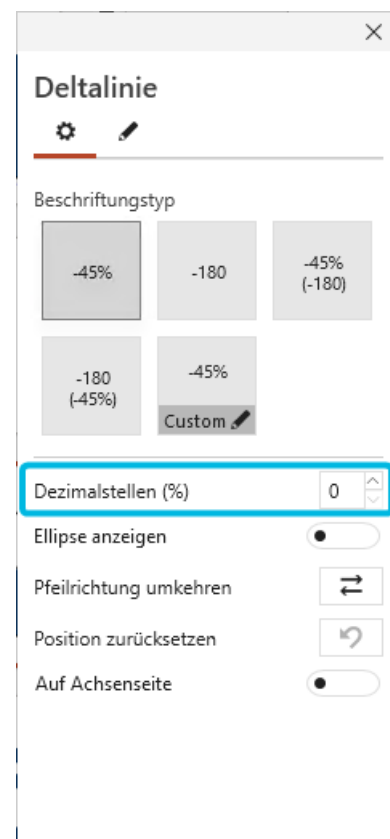 Deltalinie
Beschriftungstyp
-45%
-180
-45%
(-180)
-180
(-45%)
-45%
Custom
Dezimalstellen (%)
0
Ellipse anzeigen
Pfeilrichtung umkehren
Position zurücksetzen
Auf Achsenseite